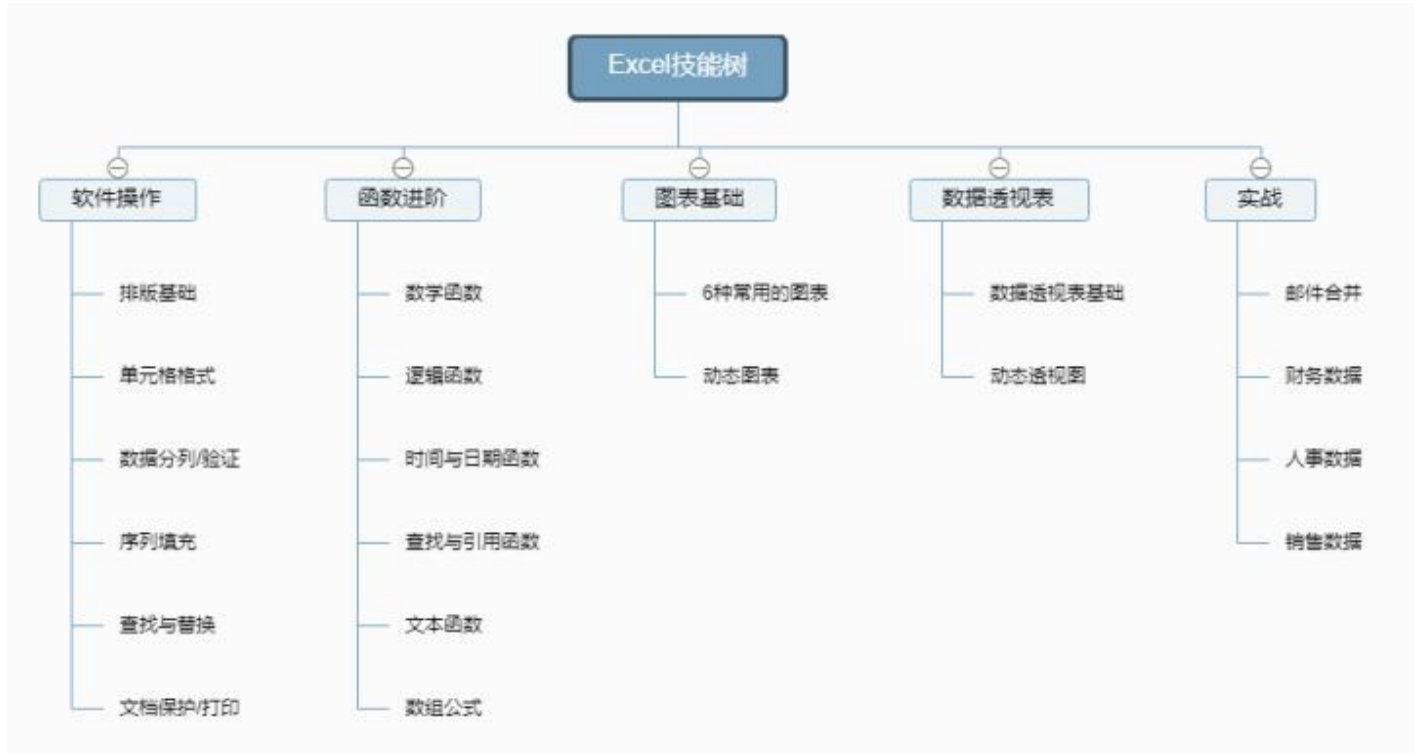 Excel技能树
软件操作
函数进阶
图表基础
数据透视表
实战
排版基础
数学函数
6种常用的图表
数据透视表基础
邮件合并
单元格格式
逻辑函数
动态图表
动态透视图
财务数据
数据分列/验证
时间与日期函数
人事数据
序列填充
查找与引用函数
销售数据
查找与替换
文本函数
文档保护/打印
数组公式